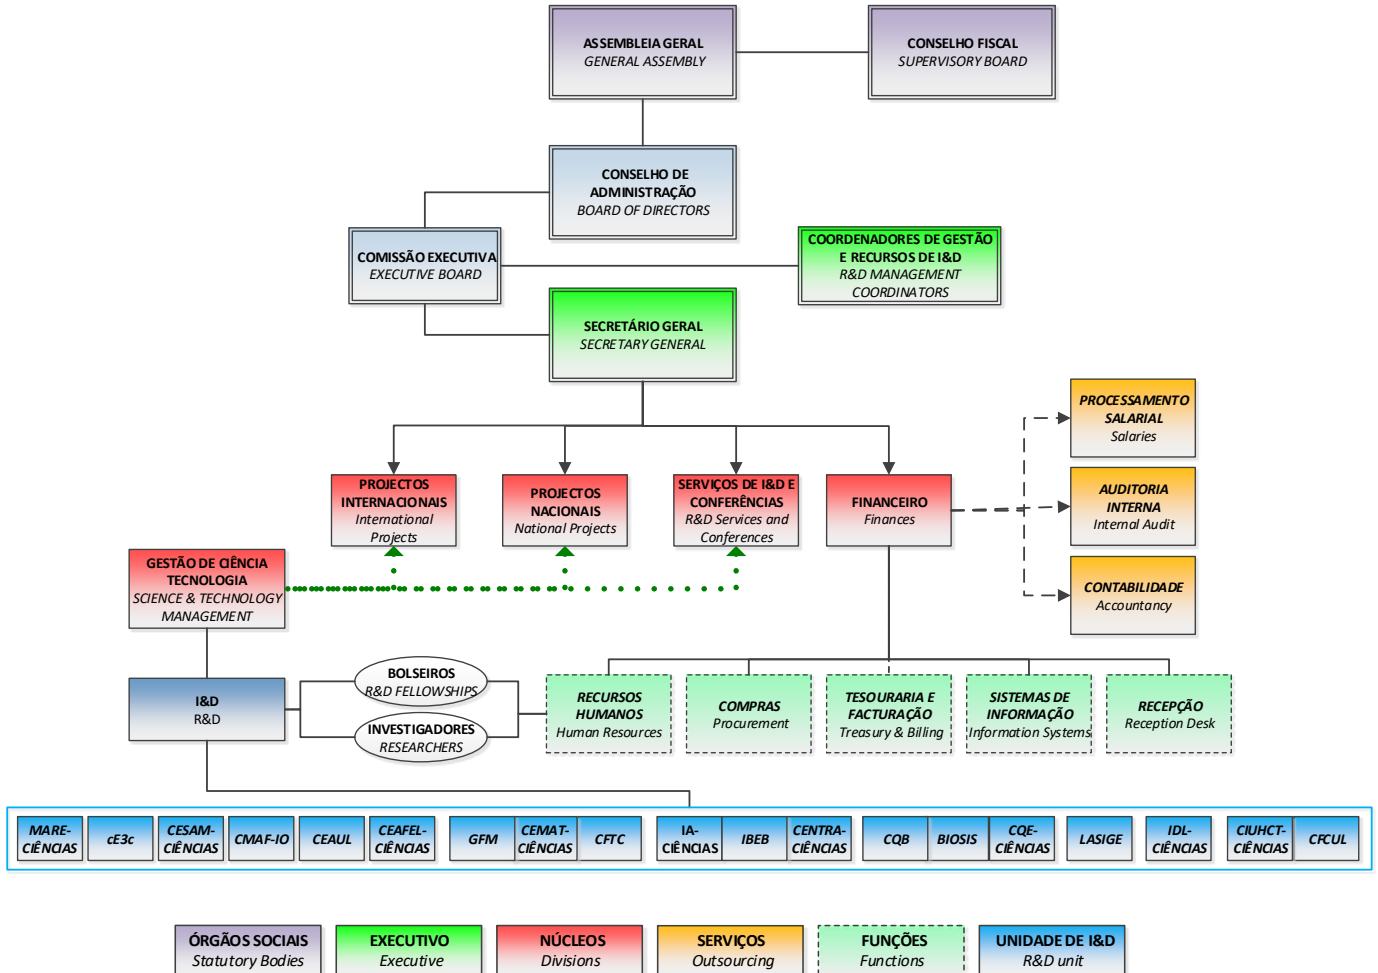 ASSEMBLEIA GERAL
GENERAL ASSEMBLY
CONSELHO FISCAL
SUPERVISORY BOARD
CONSELHO DE
ADMINISTRAÇÃO
BOARD OF DIRECTORS
COMISSÃO EXECUTIVA
EXECUTIVE BOARD
COORDENADORES DE GESTÃO
E RECURSOS DE I&D
R&D MANAGEMENT
COORDINATORS
SECRETÁRIO GERAL
SECRETARY GENERAL
PROCESSAMENTO
SALARIAL
Salaries
PROJECTOS
INTERNACIONAIS
International
Projects
PROJECTOS
NACIONAIS
National Projects
SERVIÇOS DE I&D E
CONFERÊNCIAS
R&D Services and
Conferences
FINANCEIRO
Finances
AUDITORIA
INTERNA
Internal Audit
GESTÃO DE CIÊNCIA
TECNOLOGIA
SCIENCE & TECHNOLOGY
MANAGEMENT
CONTABILIDADE
Accountancy
I&D
R&D
BOLSEIROS
R&D FELLOWSHIPS
INVESTIGADORES
RESEARCHERS
RECURSOS
HUMANOS
Human Resources
COMPRAS
Procurement
TESOURARIA E
FACTURAÇÃO
Treasury & Billing
SISTEMAS DE
INFORMAÇÃO
Information Systems
RECEPÇÃO
Reception Desk
MARE-
CIÊNCIAS
cE3c
CESAM-
CIÊNCIAS
CMAF-IO
CEAUL
CEAFEL-
CIÊNCIAS
GFM
CEMAT-
CIÊNCIAS
CFTC
IA-
CIÊNCIAS
IBEB
CENTRA-
CIÊNCIAS
CQB
BIOSIS
CQE-
CIÊNCIAS
LASIGE
IDL-
CIÊNCIAS
CIUHCT-
CIÊNCIAS
CFCUL
ÓRGÃOS SOCIAIS
Statutory Bodies
EXECUTIVO
Executive
NÚCLEOS
Divisions
SERVIÇOS
Outsourcing
FUNÇÕES
Functions
UNIDADE DE I&D
R&D unit